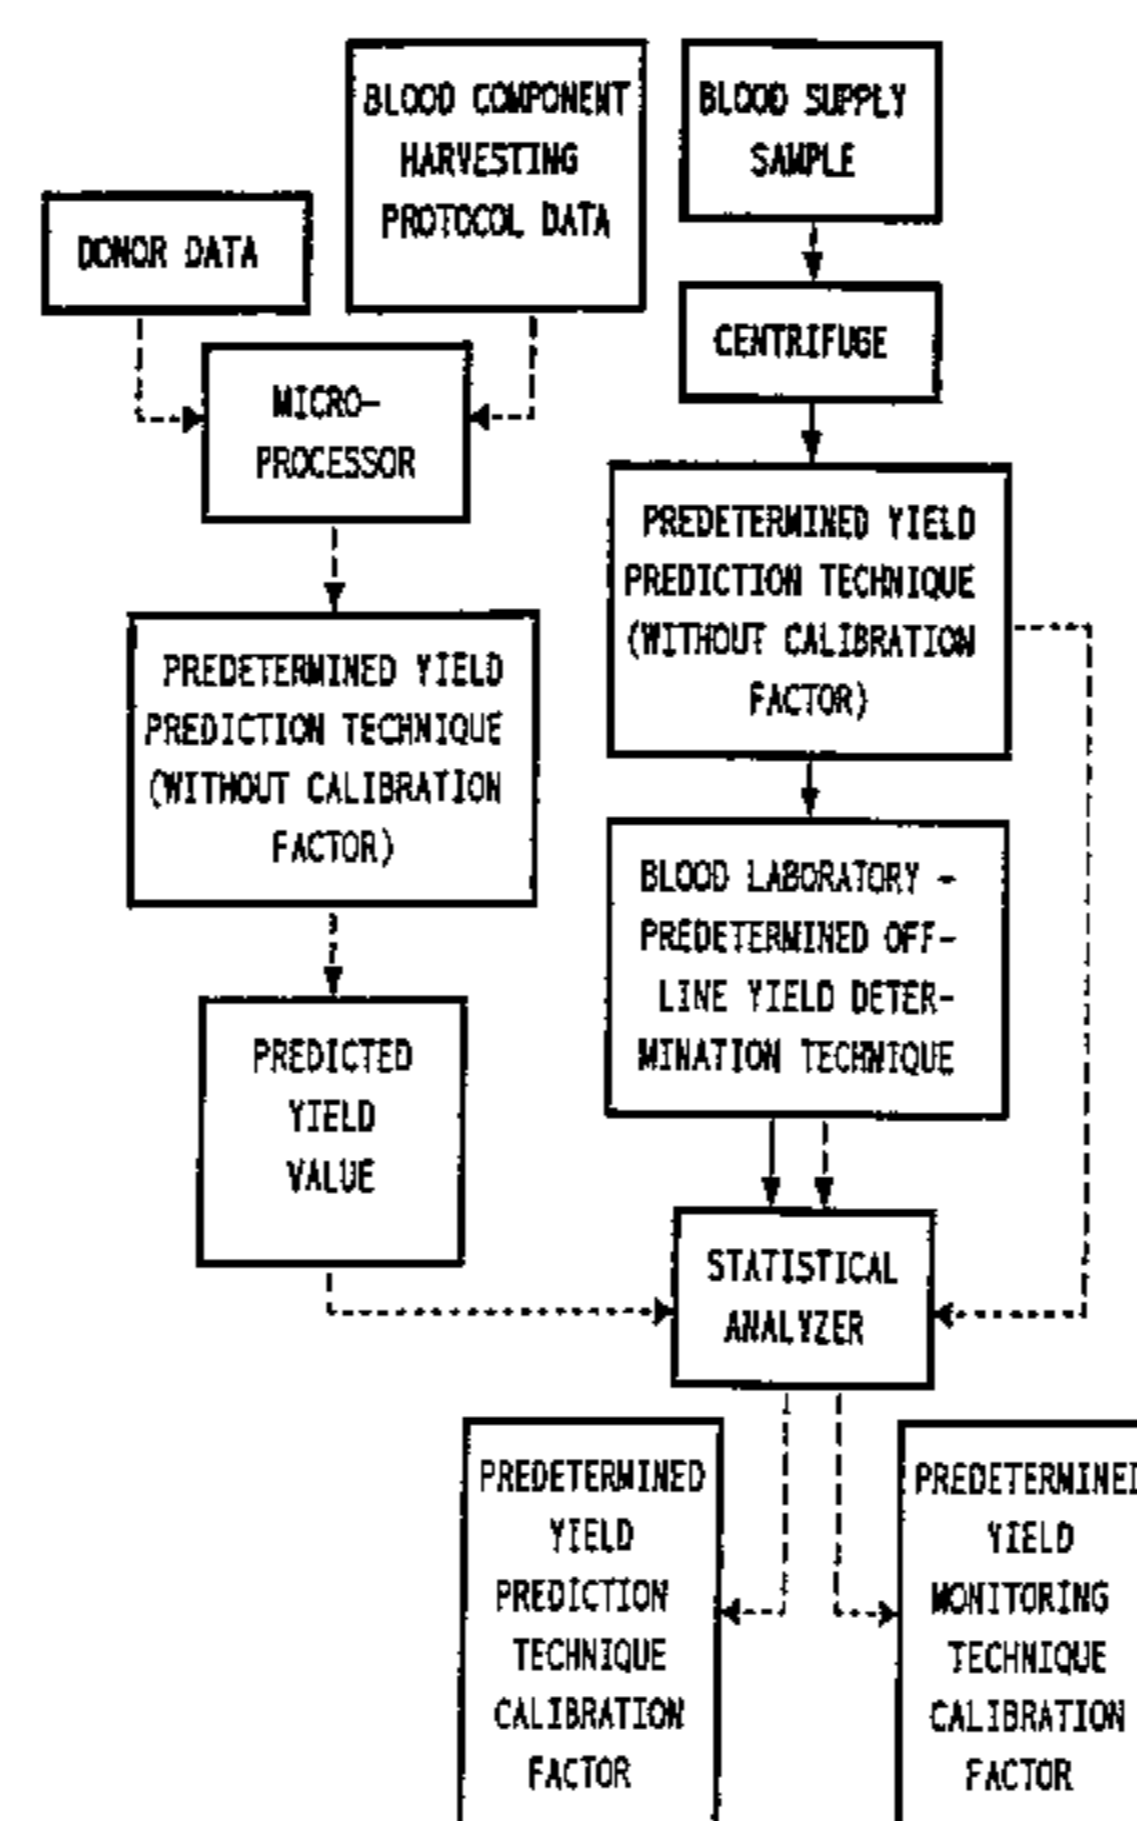 BLOOD COMPONENT
HARVESTING
PROTOCOL DATA
BLOOD SUPPLY
SAMPLE
DONOR DATA
CENTRIFUGE
MICRO-
PROCESSOR
PREDETERMINED YIELD
PREDICTION TECHNIQUE
(WITHOUT CALIBRATION
FACTOR)
PREDETERMINED YIELD
PREDICTION TECHNIQUE
(WITHOUT CALIBRATION
FACTOR)
BLOOD LABORATORY -
PREDETERMINED OFF-
LINE YIELD DETER-
MINATION TECHNIQUE
PREDICTED
YIELD
VALUE
STATISTICAL
ANALYZER
PREDETERMINED
YIELD
PREDICTION
TECHNIQUE
CALIBRATION
FACTOR
PREDETERMINED
YIELD
MONITORING
TECHNIQUE
CALIBRATION
FACTOR